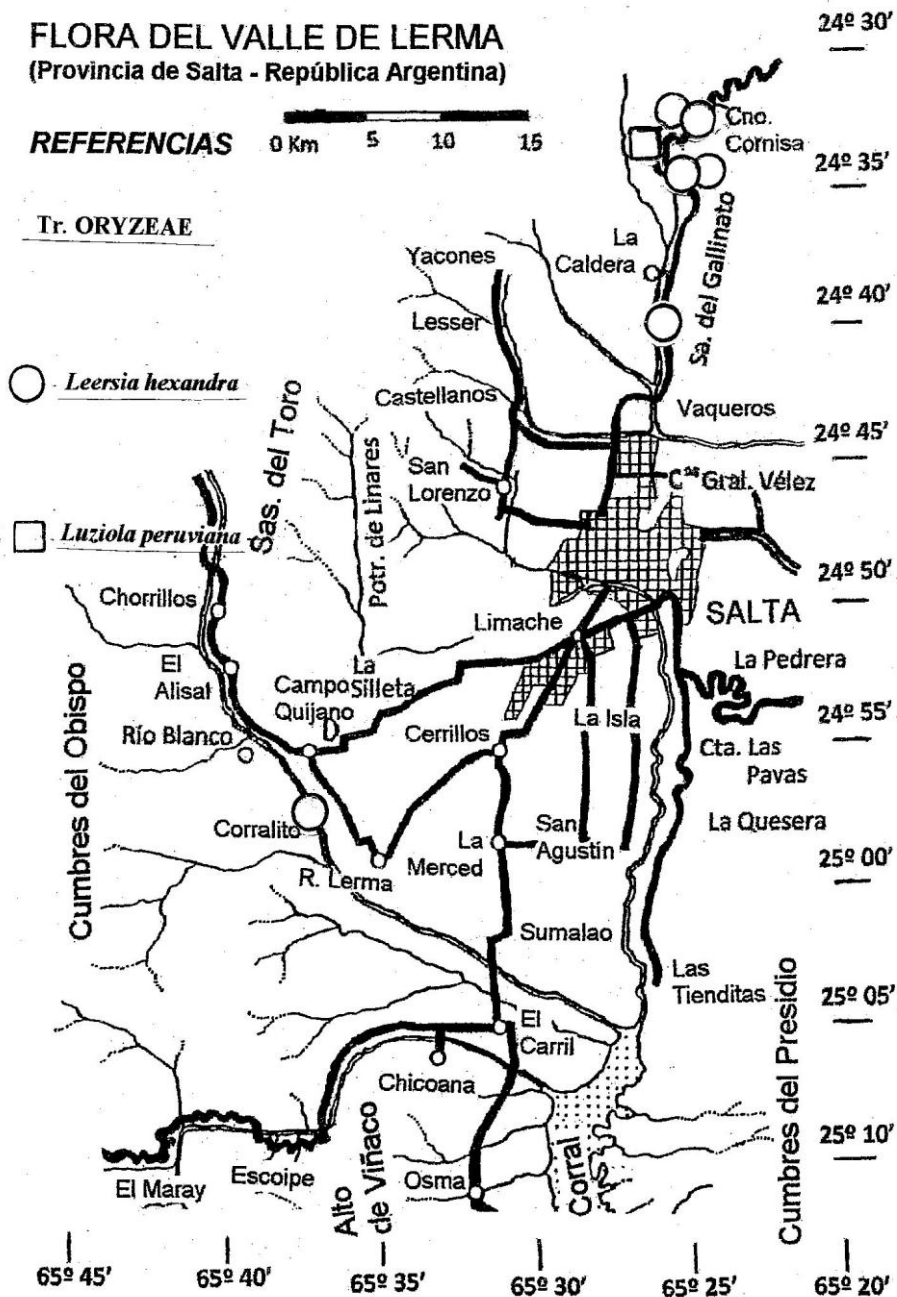 FLORA DEL VALLE DE LERMA
(Provincia de Salta - República Argentina)
REFERENCIAS
0 Km 5 10 15
Tr. ORYZEAE
Leersia hexandra
Luziola peruviana
24º 30'
Cno.
Cornisa
24º 35'
La
Caldera
Sa. del Gallinato
24º 40'
Yacones
Lesser
Castellanos
Vaqueros
24º 45'
San
Lorenzo
Cⁿᵃ Gral. Vélez
Sas. del Toro
Potr. de Linares
24º 50'
Chorrillos
Limache
SALTA
El
Alisal
La
Silleta
Campo
Quijano
La Pedrera
24º 55'
Río Blanco
Cerrillos
La Isla
Cta. Las
Pavas
Cumbres del Obispo
Corralito
La
Merced
San
Agustín
La Quesera
25º 00'
R. Lerma
Sumalao
Las
Tienditas
Cumbres del Presidio
25º 05'
El
Carril
Chicoana
25º 10'
El Maray
Escoipe
Alto
de Viñaco
Osma
Corral
65º 45'
65º 40'
65º 35'
65º 30'
65º 25'
65º 20'